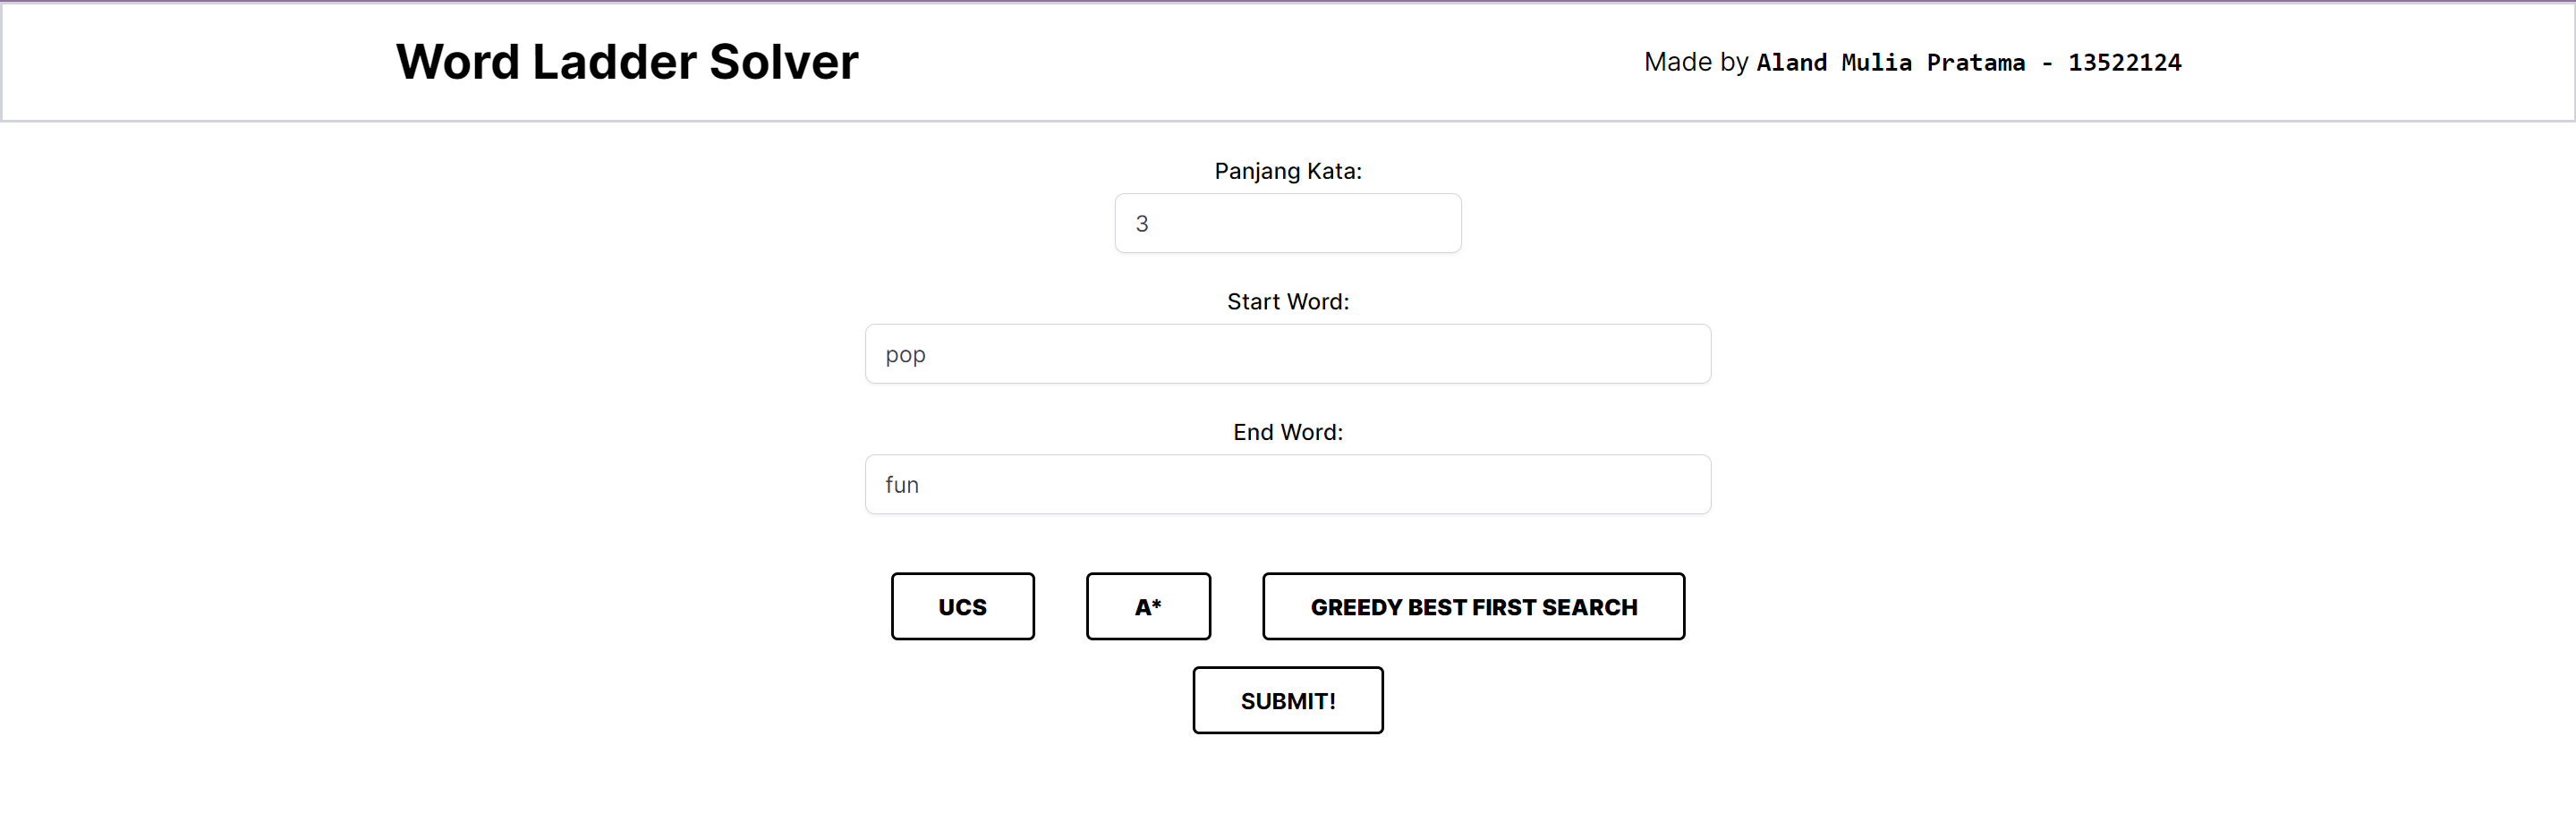 Word Ladder Solver
Made by Aland Mulia Pratama - 13522124
Panjang Kata:
3
Start Word:
pop
End Word:
fun
UCS A* GREEDY BEST FIRST SEARCH
SUBMIT!